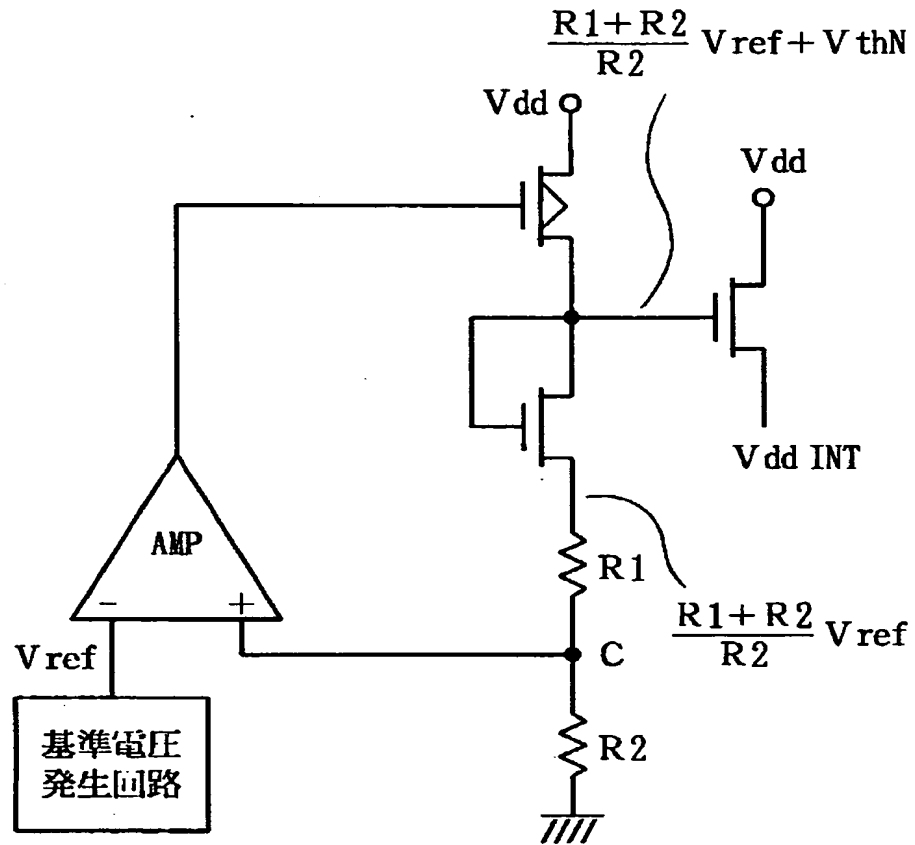 R1+R2
R2
Vref+VthN
Vdd
Vdd
Vdd INT
AMP
- +
R1
R1+R2
R2
Vref
Vref
C
基準電圧
発生回路
R2